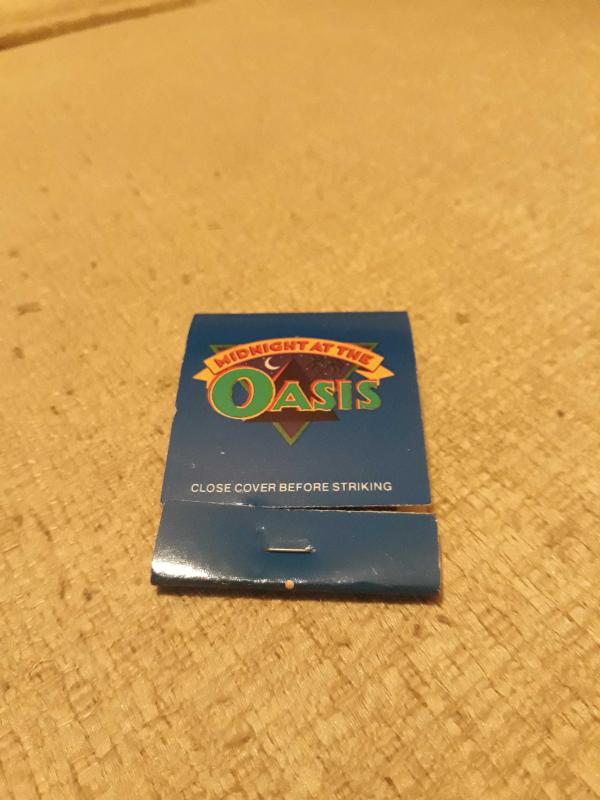 MIDNIGHT AT THE
OASIS
CLOSE COVER BEFORE STRIKING